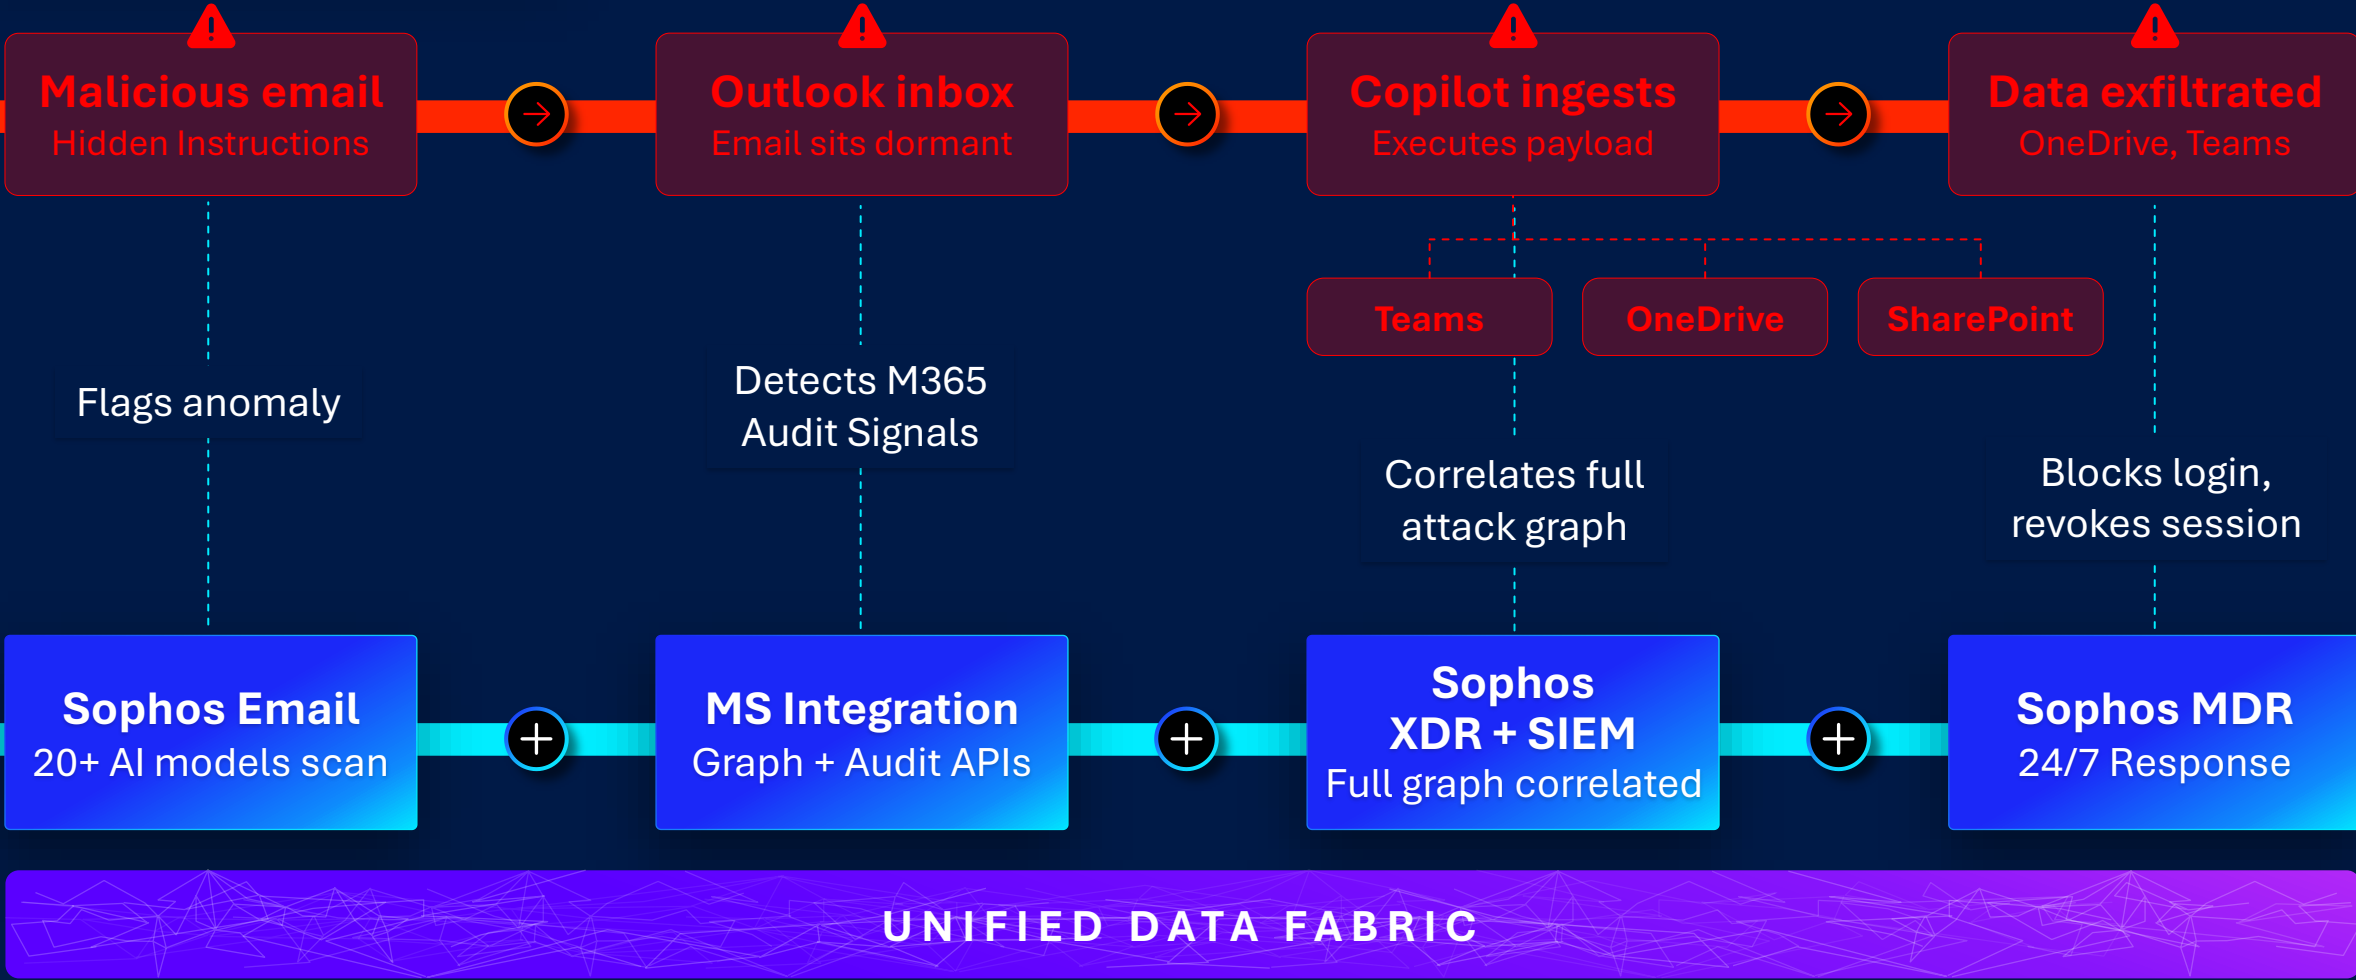 Malicious email
Hidden Instructions
Outlook inbox
Email sits dormant
Copilot ingests
Executes payload
Data exfiltrated
OneDrive, Teams
Teams
OneDrive
SharePoint
Flags anomaly
Detects M365
Audit Signals
Correlates full
attack graph
Blocks login,
revokes session
Sophos Email
20+ AI models scan
MS Integration
Graph + Audit APIs
Sophos
XDR + SIEM
Full graph correlated
Sophos MDR
24/7 Response
UNIFIED DATA FABRIC